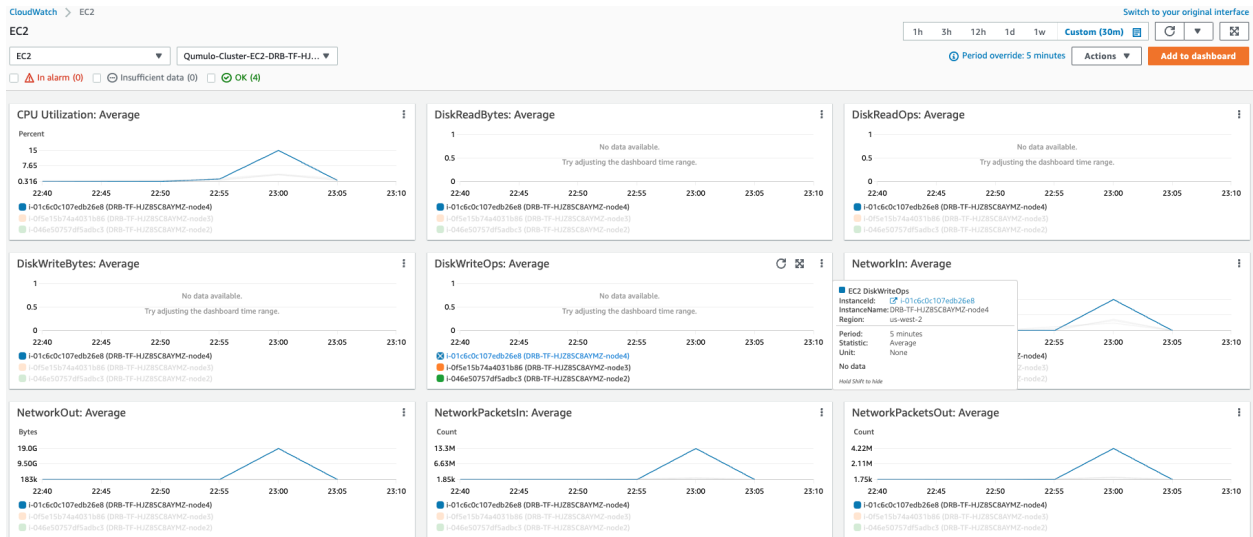 CloudWatch > EC2
Switch to your original interface
EC2
1h 3h 12h 1d 1w Custom (30m)
EC2 ▼ Qumulo-Cluster-EC2-DRB-TF-HJ... ▼
Period override: 5 minutes Actions ▼ Add to dashboard
In alarm (0) Insufficient data (0) OK (4)
CPU Utilization: Average
Percent
15
7.65
0.316
22:40 22:45 22:50 22:55 23:00 23:05 23:10
i-01c6c0c107edb26e8 (DRB-TF-HJZ8SC8AYMZ-node4)
i-0f5e15b74a4031b86 (DRB-TF-HJZ8SC8AYMZ-node3)
i-046e50757df5adbc3 (DRB-TF-HJZ8SC8AYMZ-node2)
DiskReadBytes: Average
1
No data available.
0.5
Try adjusting the dashboard time range.
0
22:40 22:45 22:50 22:55 23:00 23:05 23:10
i-01c6c0c107edb26e8 (DRB-TF-HJZ8SC8AYMZ-node4)
i-0f5e15b74a4031b86 (DRB-TF-HJZ8SC8AYMZ-node3)
i-046e50757df5adbc3 (DRB-TF-HJZ8SC8AYMZ-node2)
DiskReadOps: Average
1
No data available.
0.5
Try adjusting the dashboard time range.
0
22:40 22:45 22:50 22:55 23:00 23:05 23:10
i-01c6c0c107edb26e8 (DRB-TF-HJZ8SC8AYMZ-node4)
i-0f5e15b74a4031b86 (DRB-TF-HJZ8SC8AYMZ-node3)
i-046e50757df5adbc3 (DRB-TF-HJZ8SC8AYMZ-node2)
DiskWriteBytes: Average
1
No data available.
0.5
Try adjusting the dashboard time range.
0
22:40 22:45 22:50 22:55 23:00 23:05 23:10
i-01c6c0c107edb26e8 (DRB-TF-HJZ8SC8AYMZ-node4)
i-0f5e15b74a4031b86 (DRB-TF-HJZ8SC8AYMZ-node3)
i-046e50757df5adbc3 (DRB-TF-HJZ8SC8AYMZ-node2)
DiskWriteOps: Average
1
No data available.
0.5
Try adjusting the dashboard time range.
0
22:40 22:45 22:50 22:55 23:00 23:05 23:10
i-01c6c0c107edb26e8 (DRB-TF-HJZ8SC8AYMZ-node4)
i-0f5e15b74a4031b86 (DRB-TF-HJZ8SC8AYMZ-node3)
i-046e50757df5adbc3 (DRB-TF-HJZ8SC8AYMZ-node2)
EC2 DiskWriteOps
InstanceId: i-01c6c0c107edb26e8
InstanceName: DRB-TF-HJZ8SC8AYMZ-node4
Region: us-west-2
Period: 5 minutes
Statistic: Average
Unit: None
No data
Hold Shift to hide
NetworkIn: Average
22:55 23:00 23:05 23:10
-node4)
-node3)
-node2)
NetworkOut: Average
Bytes
19.0G
9.50G
183k
22:40 22:45 22:50 22:55 23:00 23:05 23:10
i-01c6c0c107edb26e8 (DRB-TF-HJZ8SC8AYMZ-node4)
i-0f5e15b74a4031b86 (DRB-TF-HJZ8SC8AYMZ-node3)
i-046e50757df5adbc3 (DRB-TF-HJZ8SC8AYMZ-node2)
NetworkPacketsIn: Average
Count
13.3M
6.63M
1.85k
22:40 22:45 22:50 22:55 23:00 23:05 23:10
i-01c6c0c107edb26e8 (DRB-TF-HJZ8SC8AYMZ-node4)
i-0f5e15b74a4031b86 (DRB-TF-HJZ8SC8AYMZ-node3)
i-046e50757df5adbc3 (DRB-TF-HJZ8SC8AYMZ-node2)
NetworkPacketsOut: Average
Count
4.22M
2.11M
1.75k
22:40 22:45 22:50 22:55 23:00 23:05 23:10
i-01c6c0c107edb26e8 (DRB-TF-HJZ8SC8AYMZ-node4)
i-0f5e15b74a4031b86 (DRB-TF-HJZ8SC8AYMZ-node3)
i-046e50757df5adbc3 (DRB-TF-HJZ8SC8AYMZ-node2)